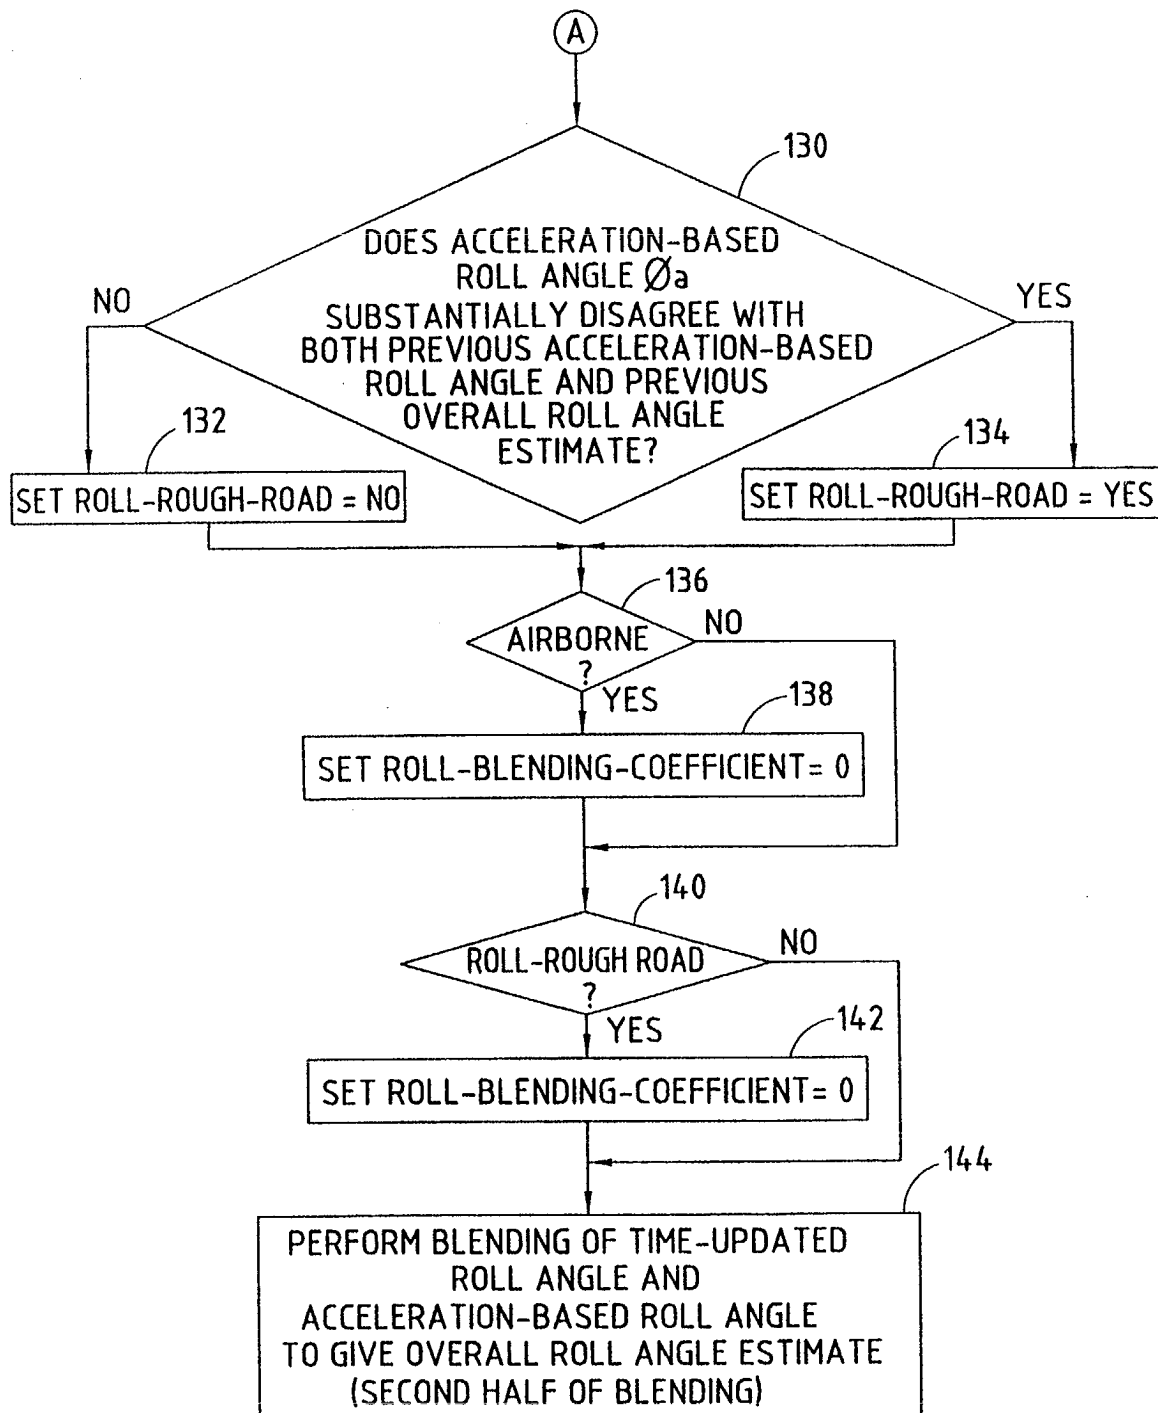 A
130
DOES ACCELERATION-BASED
ROLL ANGLE Øa
SUBSTANTIALLY DISAGREE WITH
BOTH PREVIOUS ACCELERATION-BASED
ROLL ANGLE AND PREVIOUS
OVERALL ROLL ANGLE
ESTIMATE?
NO
YES
132
SET ROLL-ROUGH-ROAD = NO
134
SET ROLL-ROUGH-ROAD = YES
136
AIRBORNE
?
NO
YES
138
SET ROLL-BLENDING-COEFFICIENT= 0
140
ROLL-ROUGH ROAD
?
NO
YES
142
SET ROLL-BLENDING-COEFFICIENT= 0
144
PERFORM BLENDING OF TIME-UPDATED
ROLL ANGLE AND
ACCELERATION-BASED ROLL ANGLE
TO GIVE OVERALL ROLL ANGLE ESTIMATE
(SECOND HALF OF BLENDING)